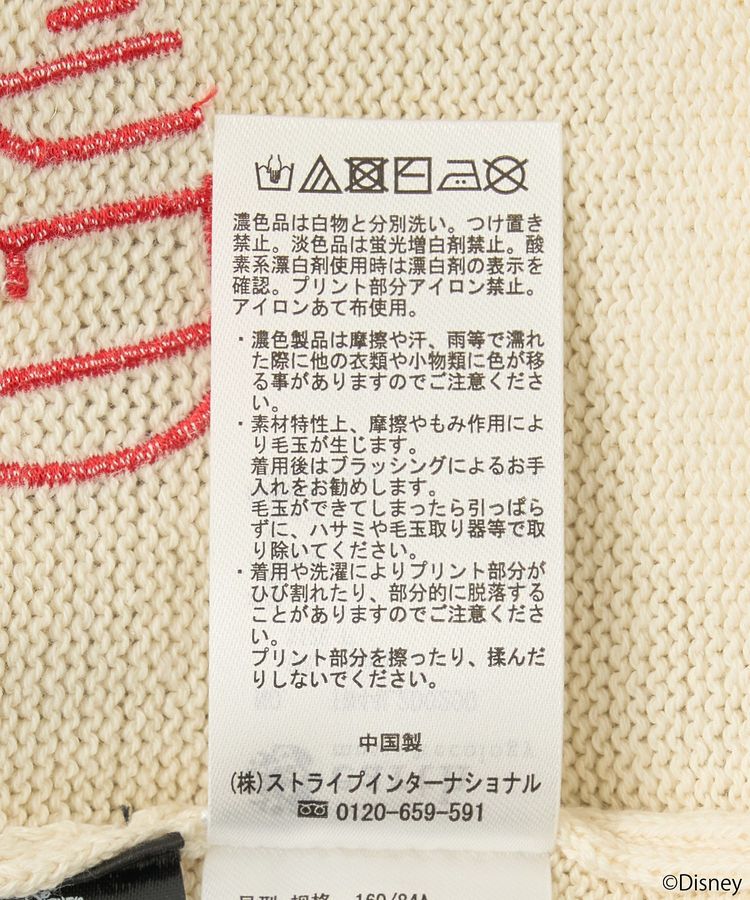 濃色品は白物と分別洗い。つけ置き
禁止。淡色品は蛍光増白剤禁止。酸
素系漂白剤使用時は漂白剤の表示を
確認。プリント部分アイロン禁止。
アイロンあて布使用。
・濃色製品は摩擦や汗、雨等で濡れ
た際に他の衣類や小物類に色が移
る事がありますのでご注意くださ
い。
・素材特性上、摩擦やもみ作用によ
り毛玉が生じます。
着用後はブラッシングによるお手
入れをお勧めします。
毛玉ができてしまったら引っぱら
ずに、ハサミや毛玉取り器等で取
り除いてください。
・着用や洗濯によりプリント部分が
ひび割れたり、部分的に脱落する
ことがありますのでご注意くださ
い。
プリント部分を擦ったり、揉んだ
りしないでください。
中国製
(株)ストライプインターナショナル
0120-659-591
号型 規格 160/84A
©Disney